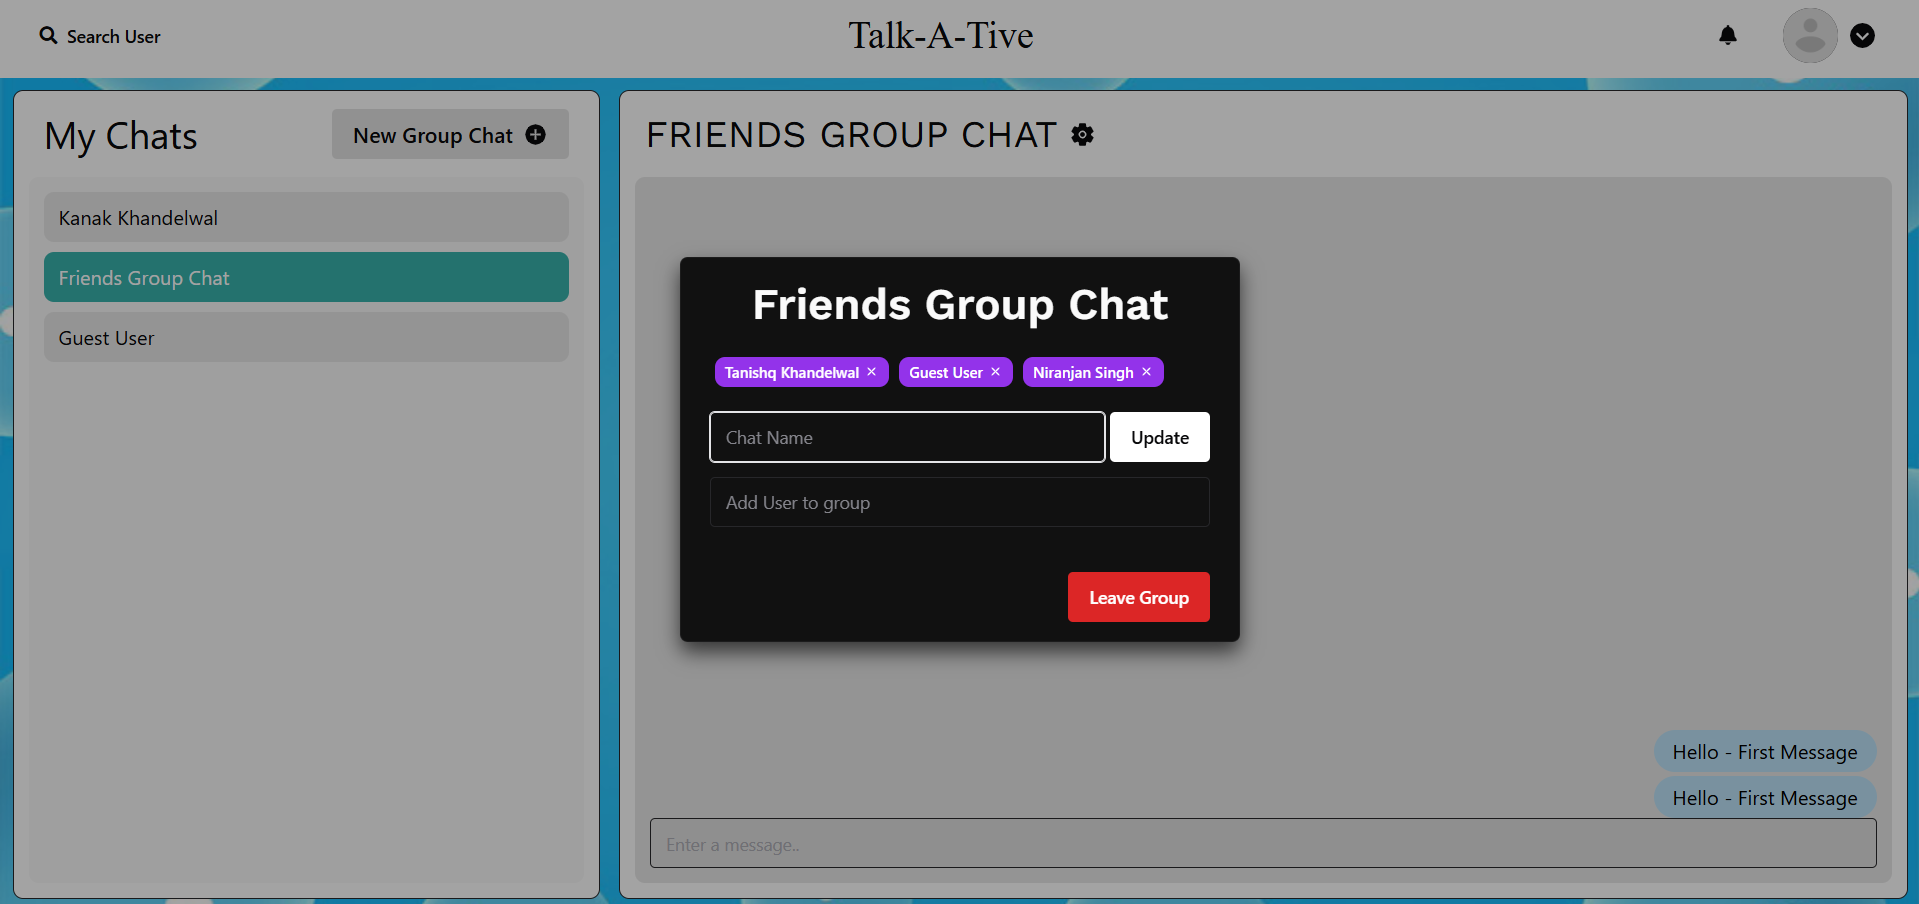 Search User
Talk-A-Tive
My Chats
New Group Chat
Kanak Khandelwal
Friends Group Chat
Guest User
FRIENDS GROUP CHAT
Friends Group Chat
Tanishq Khandelwal
Guest User
Niranjan Singh
Chat Name
Update
Add User to group
Leave Group
Hello - First Message
Hello - First Message
Enter a message..